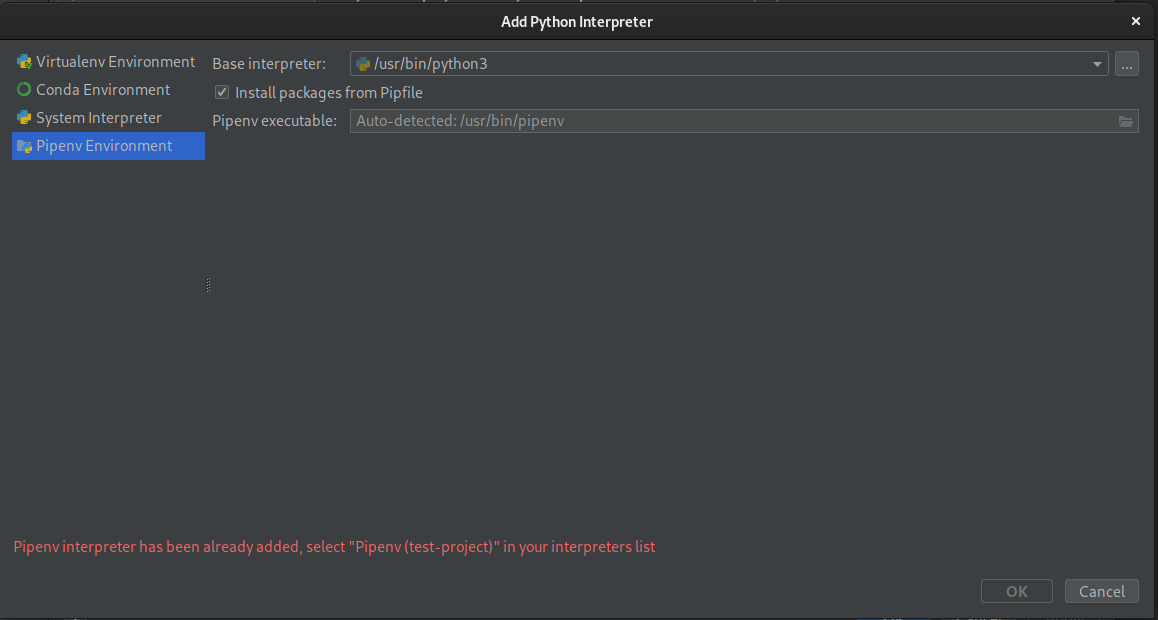 Add Python Interpreter
Virtualenv Environment
Conda Environment
System Interpreter
Pipenv Environment
Base interpreter: /usr/bin/python3 ...
Install packages from Pipfile
Pipenv executable: Auto-detected: /usr/bin/pipenv
Pipenv interpreter has been already added, select "Pipenv (test-project)" in your interpreters list
OK Cancel